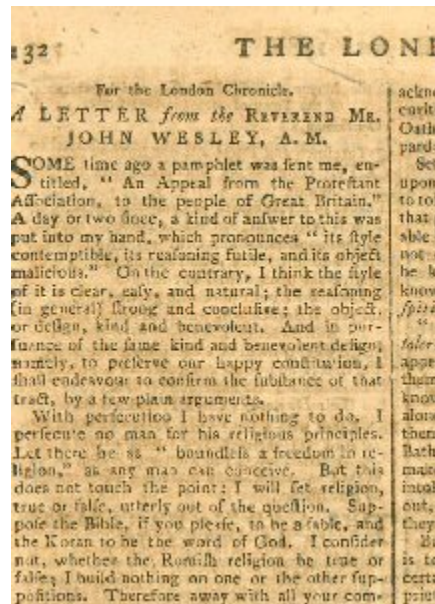 132 THE LON
For the London Chronicle.
A LETTER from the REVEREND MR.
JOHN WESLEY, A. M.
SOME time ago a pamphlet was ſent me, en-
titled, “ An Appeal from the Proteſtant
Aſſociation, to the people of Great Britain.”
A day or two ſince, a kind of anſwer to this was
put into my hand, which pronounces “ its ſtyle
contemptible, its reaſoning futile, and its object
malicious.” On the contrary, I think the ſtyle
of it is clear, eaſy, and natural; the reaſoning
(in general) ſtrong and concluſive; the object,
or deſign, kind and benevolent. And in pur-
ſuance of the ſame kind and benevolent deſign,
namely, to preſerve our happy conſtitution, I
ſhall endeavour to confirm the ſubſtance of that
tract, by a few plain arguments.
With perſecution I have nothing to do. I
perſecute no man for his religious principles.
Let there be as “ boundleſs a freedom in re-
ligion,” as any man can conceive. But this
does not touch the point: I will ſet religion,
true or falſe, utterly out of the queſtion. Sup-
poſe the Bible, if you pleaſe, to be a fable, and
the Koran to be the word of God. I conſider
not, whether the Romiſh religion be true or
falſe; I build nothing on one or the other ſup-
poſitions. Therefore away with all your com-